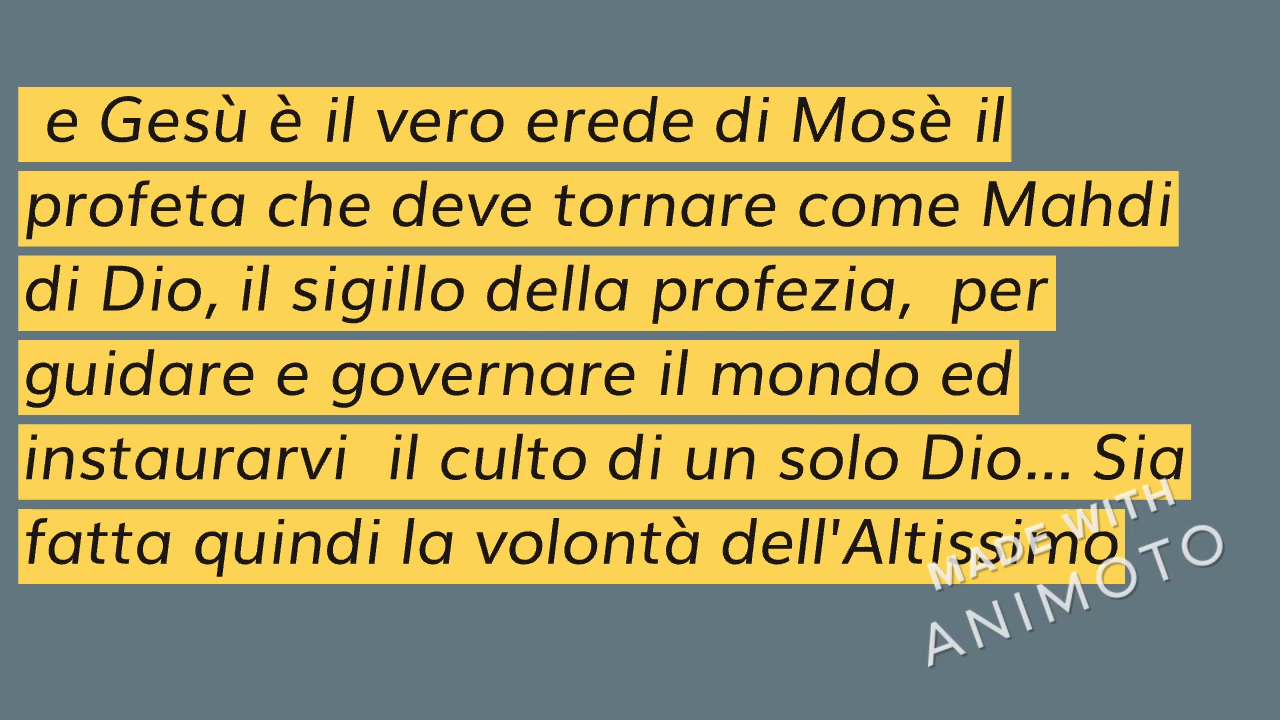 e Gesù è il vero erede di Mosè il
profeta che deve tornare come Mahdi
di Dio, il sigillo della profezia,  per
guidare e governare il mondo ed
instaurarvi  il culto di un solo Dio... Sia
fatta quindi la volontà dell'Altissimo
MADE WITH
ANIMOTO